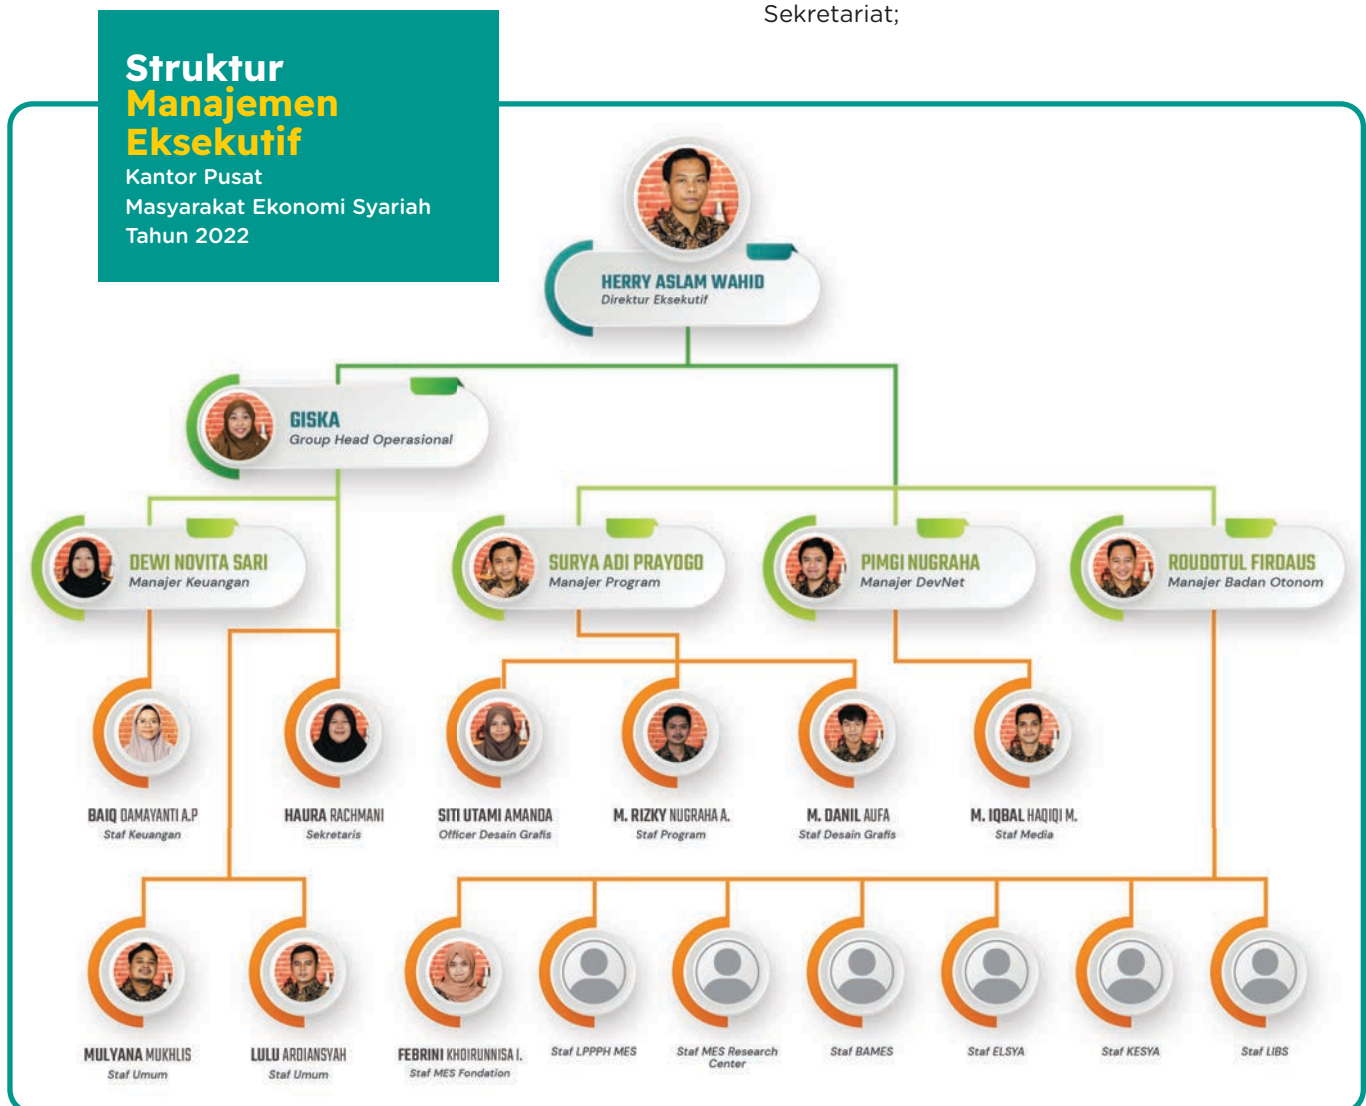 Sekretariat;
Struktur
Manajemen
Eksekutif
Kantor Pusat
Masyarakat Ekonomi Syariah
Tahun 2022
HERRY ASLAM WAHID
Direktur Eksekutif
GISKA
Group Head Operasional
DEWI NOVITA SARI
Manajer Keuangan
SURYA ADI PRAYOGO
Manajer Program
PIMGI NUGRAHA
Manajer DevNet
ROUDOTUL FIRDAUS
Manajer Badan Otonom
BAIQ DAMAYANTI A.P
Staf Keuangan
HAURA RACHMANI
Sekretaris
SITI UTAMI AMANDA
Officer Desain Grafis
M. RIZKY NUGRAHA A.
Staf Program
M. DANIL AUFA
Staf Desain Grafis
M. IQBAL HAQIQI M.
Staf Media
MULYANA MUKHLIS
Staf Umum
LULU ARDIANSYAH
Staf Umum
FEBRINI KHOIRUNNISA I.
Staf MES Fondation
Staf LPPPH MES
Staf MES Research
Center
Staf BAMES
Staf ELSYA
Staf KESYA
Staf LIBS